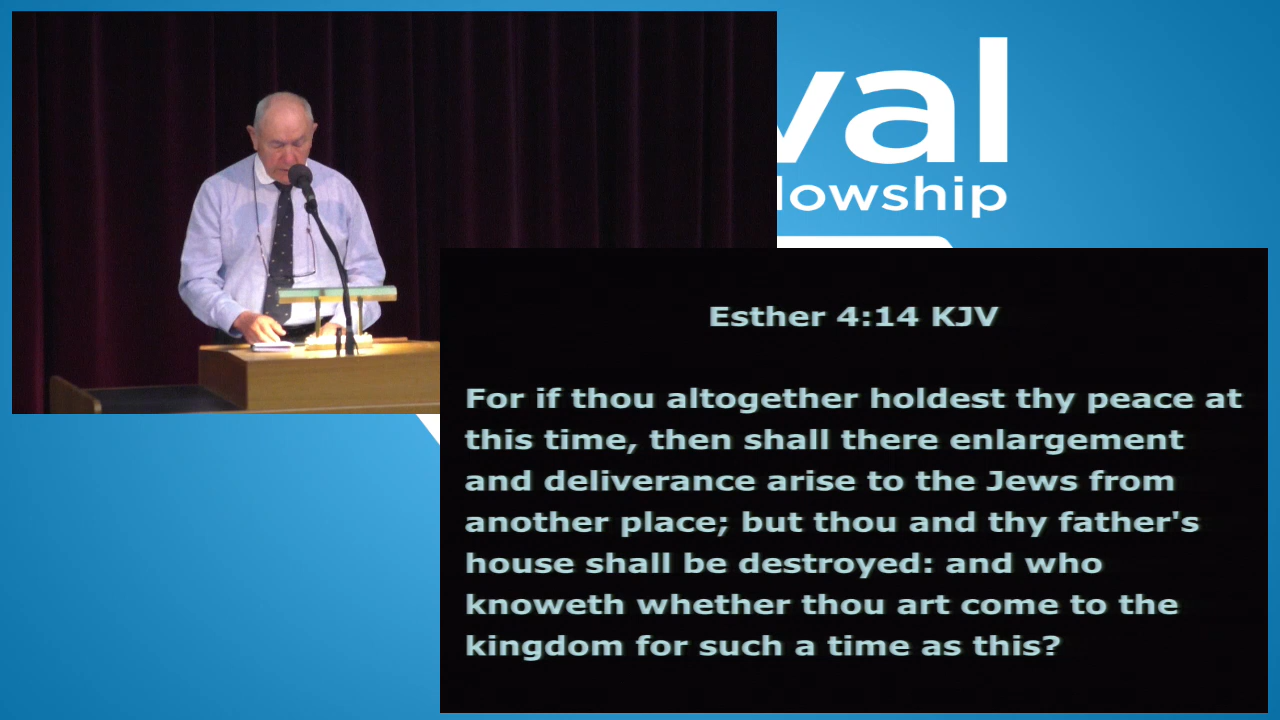 val
lowship
Esther 4:14 KJV
For if thou altogether holdest thy peace at
this time, then shall there enlargement
and deliverance arise to the Jews from
another place; but thou and thy father's
house shall be destroyed: and who
knoweth whether thou art come to the
kingdom for such a time as this?